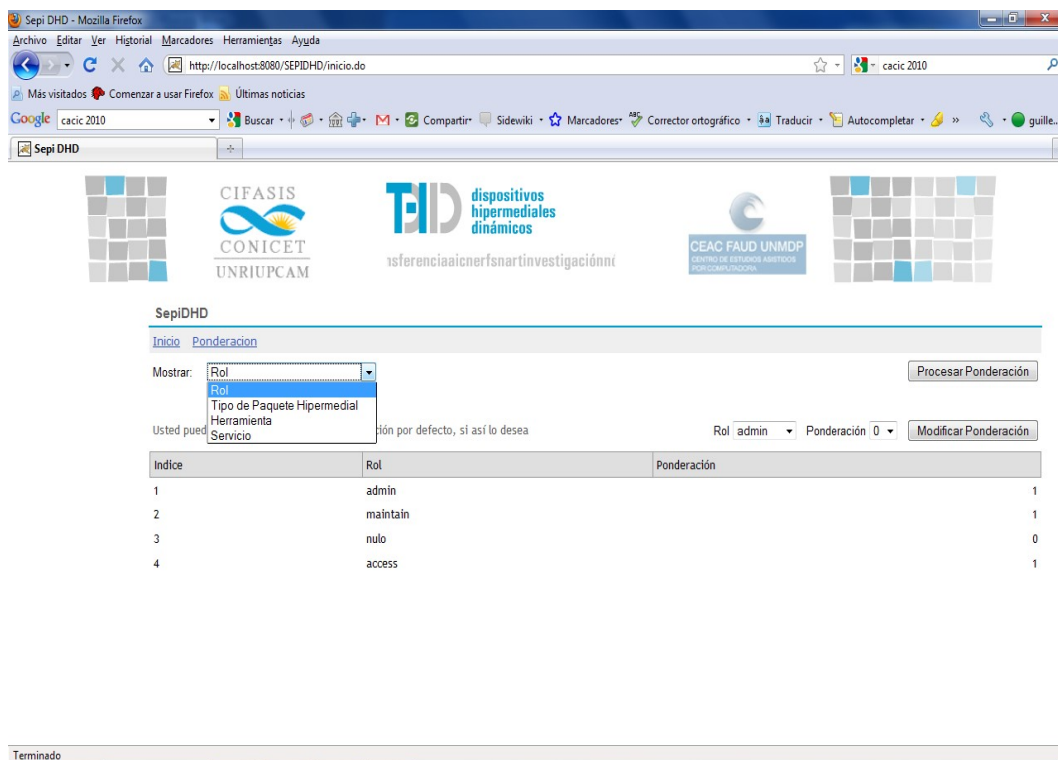 Sepi DHD - Mozilla Firefox
Archivo Editar Ver Historial Marcadores Herramientas Ayuda
http://localhost:8080/SEPIDHD/inicio.do
cacic 2010
Más visitados Comenzar a usar Firefox Últimas noticias
Google cacic 2010 Buscar Compartir Sidewiki Marcadores ABC Corrector ortográfico Traducir Autocompletar » guille...
Sepi DHD
CIFASIS
CONICET
UNRIUPCAM
dispositivos
hipermediales
dinámicos
nsferenciaaicnerfsnartinvestigaciónni
CEAC FAUD UNMDP
CENTRO DE ESTUDIOS ASISTIDOS
POR COMPUTADORA
SepiDHD
Inicio Ponderacion
Mostrar: Rol Procesar Ponderación
Rol
Tipo de Paquete Hipermedial
Herramienta
Servicio
Usted pued ión por defecto, si así lo desea Rol admin Ponderación 0 Modificar Ponderación
Indice Rol Ponderación
1 admin 1
2 maintain 1
3 nulo 0
4 access 1
Terminado